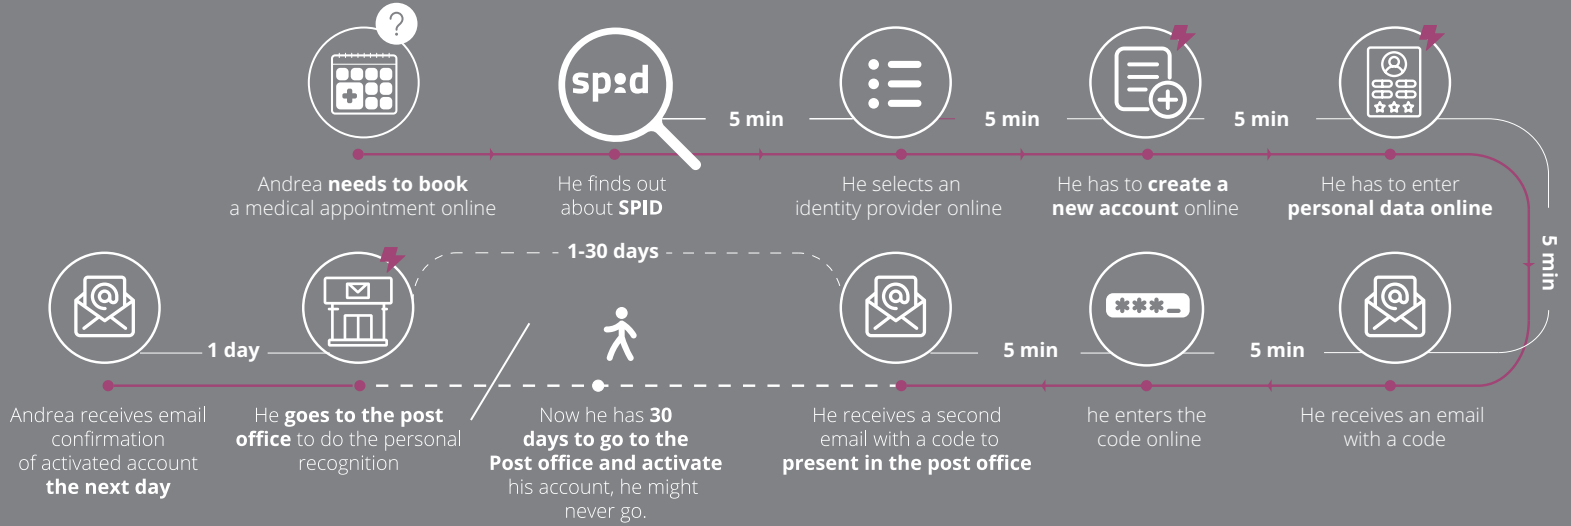 ?
spid
5 min
5 min
5 min
Andrea needs to book
a medical appointment online
He finds out
about SPID
He selects an
identity provider online
He has to create a
new account online
He has to enter
personal data online
5 min
1-30 days
***_
1 day
5 min
5 min
Andrea receives email
confirmation
of activated account
the next day
He goes to the post
office to do the personal
recognition
Now he has 30
days to go to the
Post office and activate
his account, he might
never go.
He receives a second
email with a code to
present in the post office
he enters the
code online
He receives an email
with a code